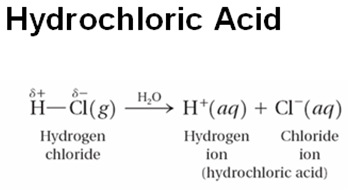 Hydrochloric Acid
δ+ δ− H₂O
H—Cl(g) ⟶ H⁺(aq) + Cl⁻(aq)
Hydrogen Hydrogen Chloride
chloride ion ion
(hydrochloric acid)